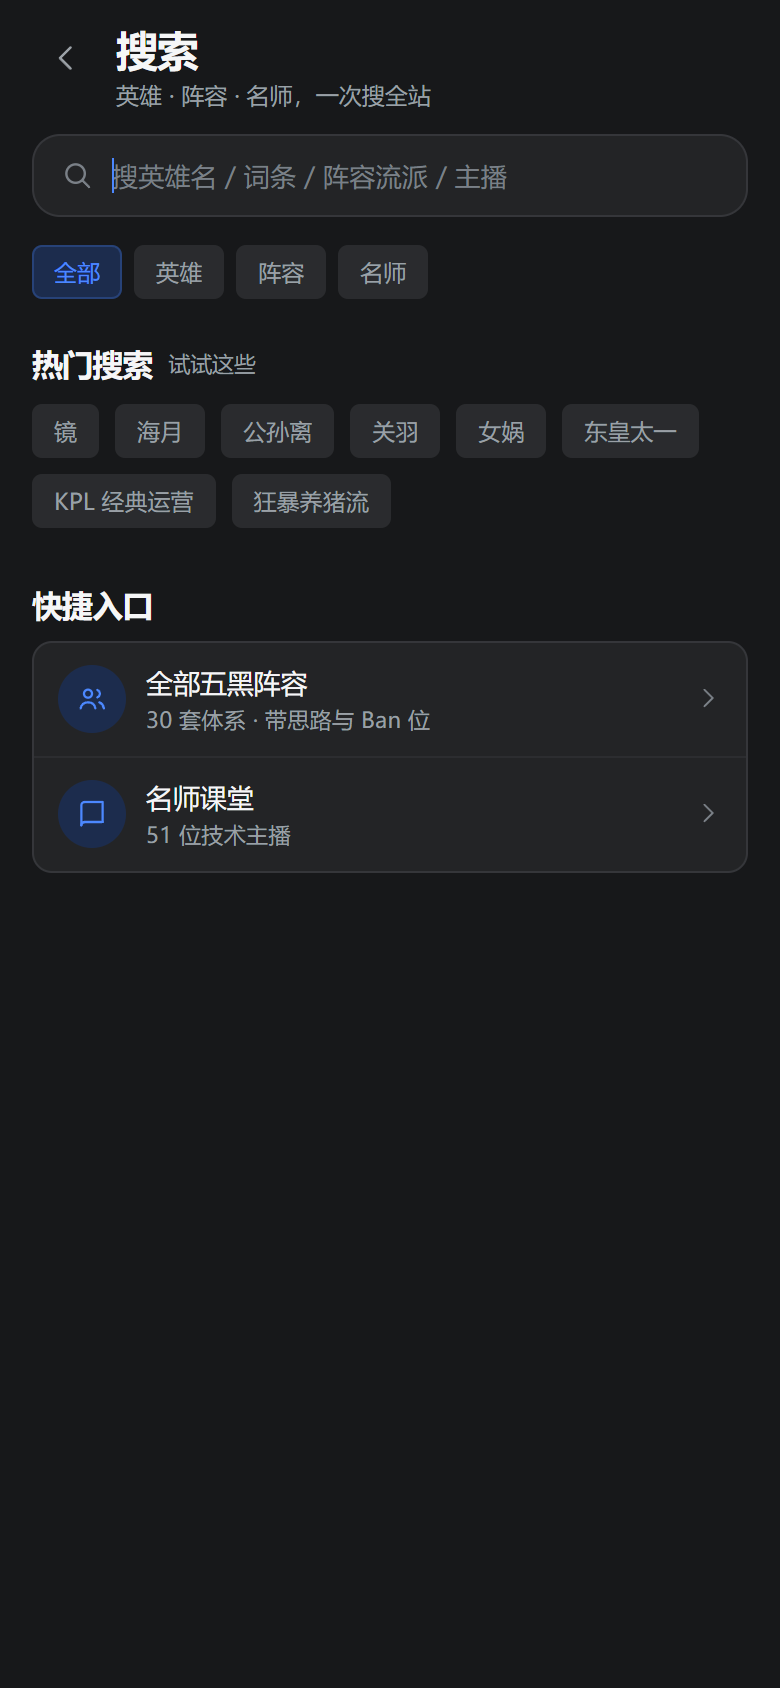 搜索
英雄 · 阵容 · 名师，一次搜全站
搜英雄名 / 词条 / 阵容流派 / 主播
全部 英雄 阵容 名师
热门搜索 试试这些
镜 海月 公孙离 关羽 女娲 东皇太一
KPL 经典运营 狂暴养猪流
快捷入口
全部五黑阵容
30 套体系 · 带思路与 Ban 位
名师课堂
51 位技术主播